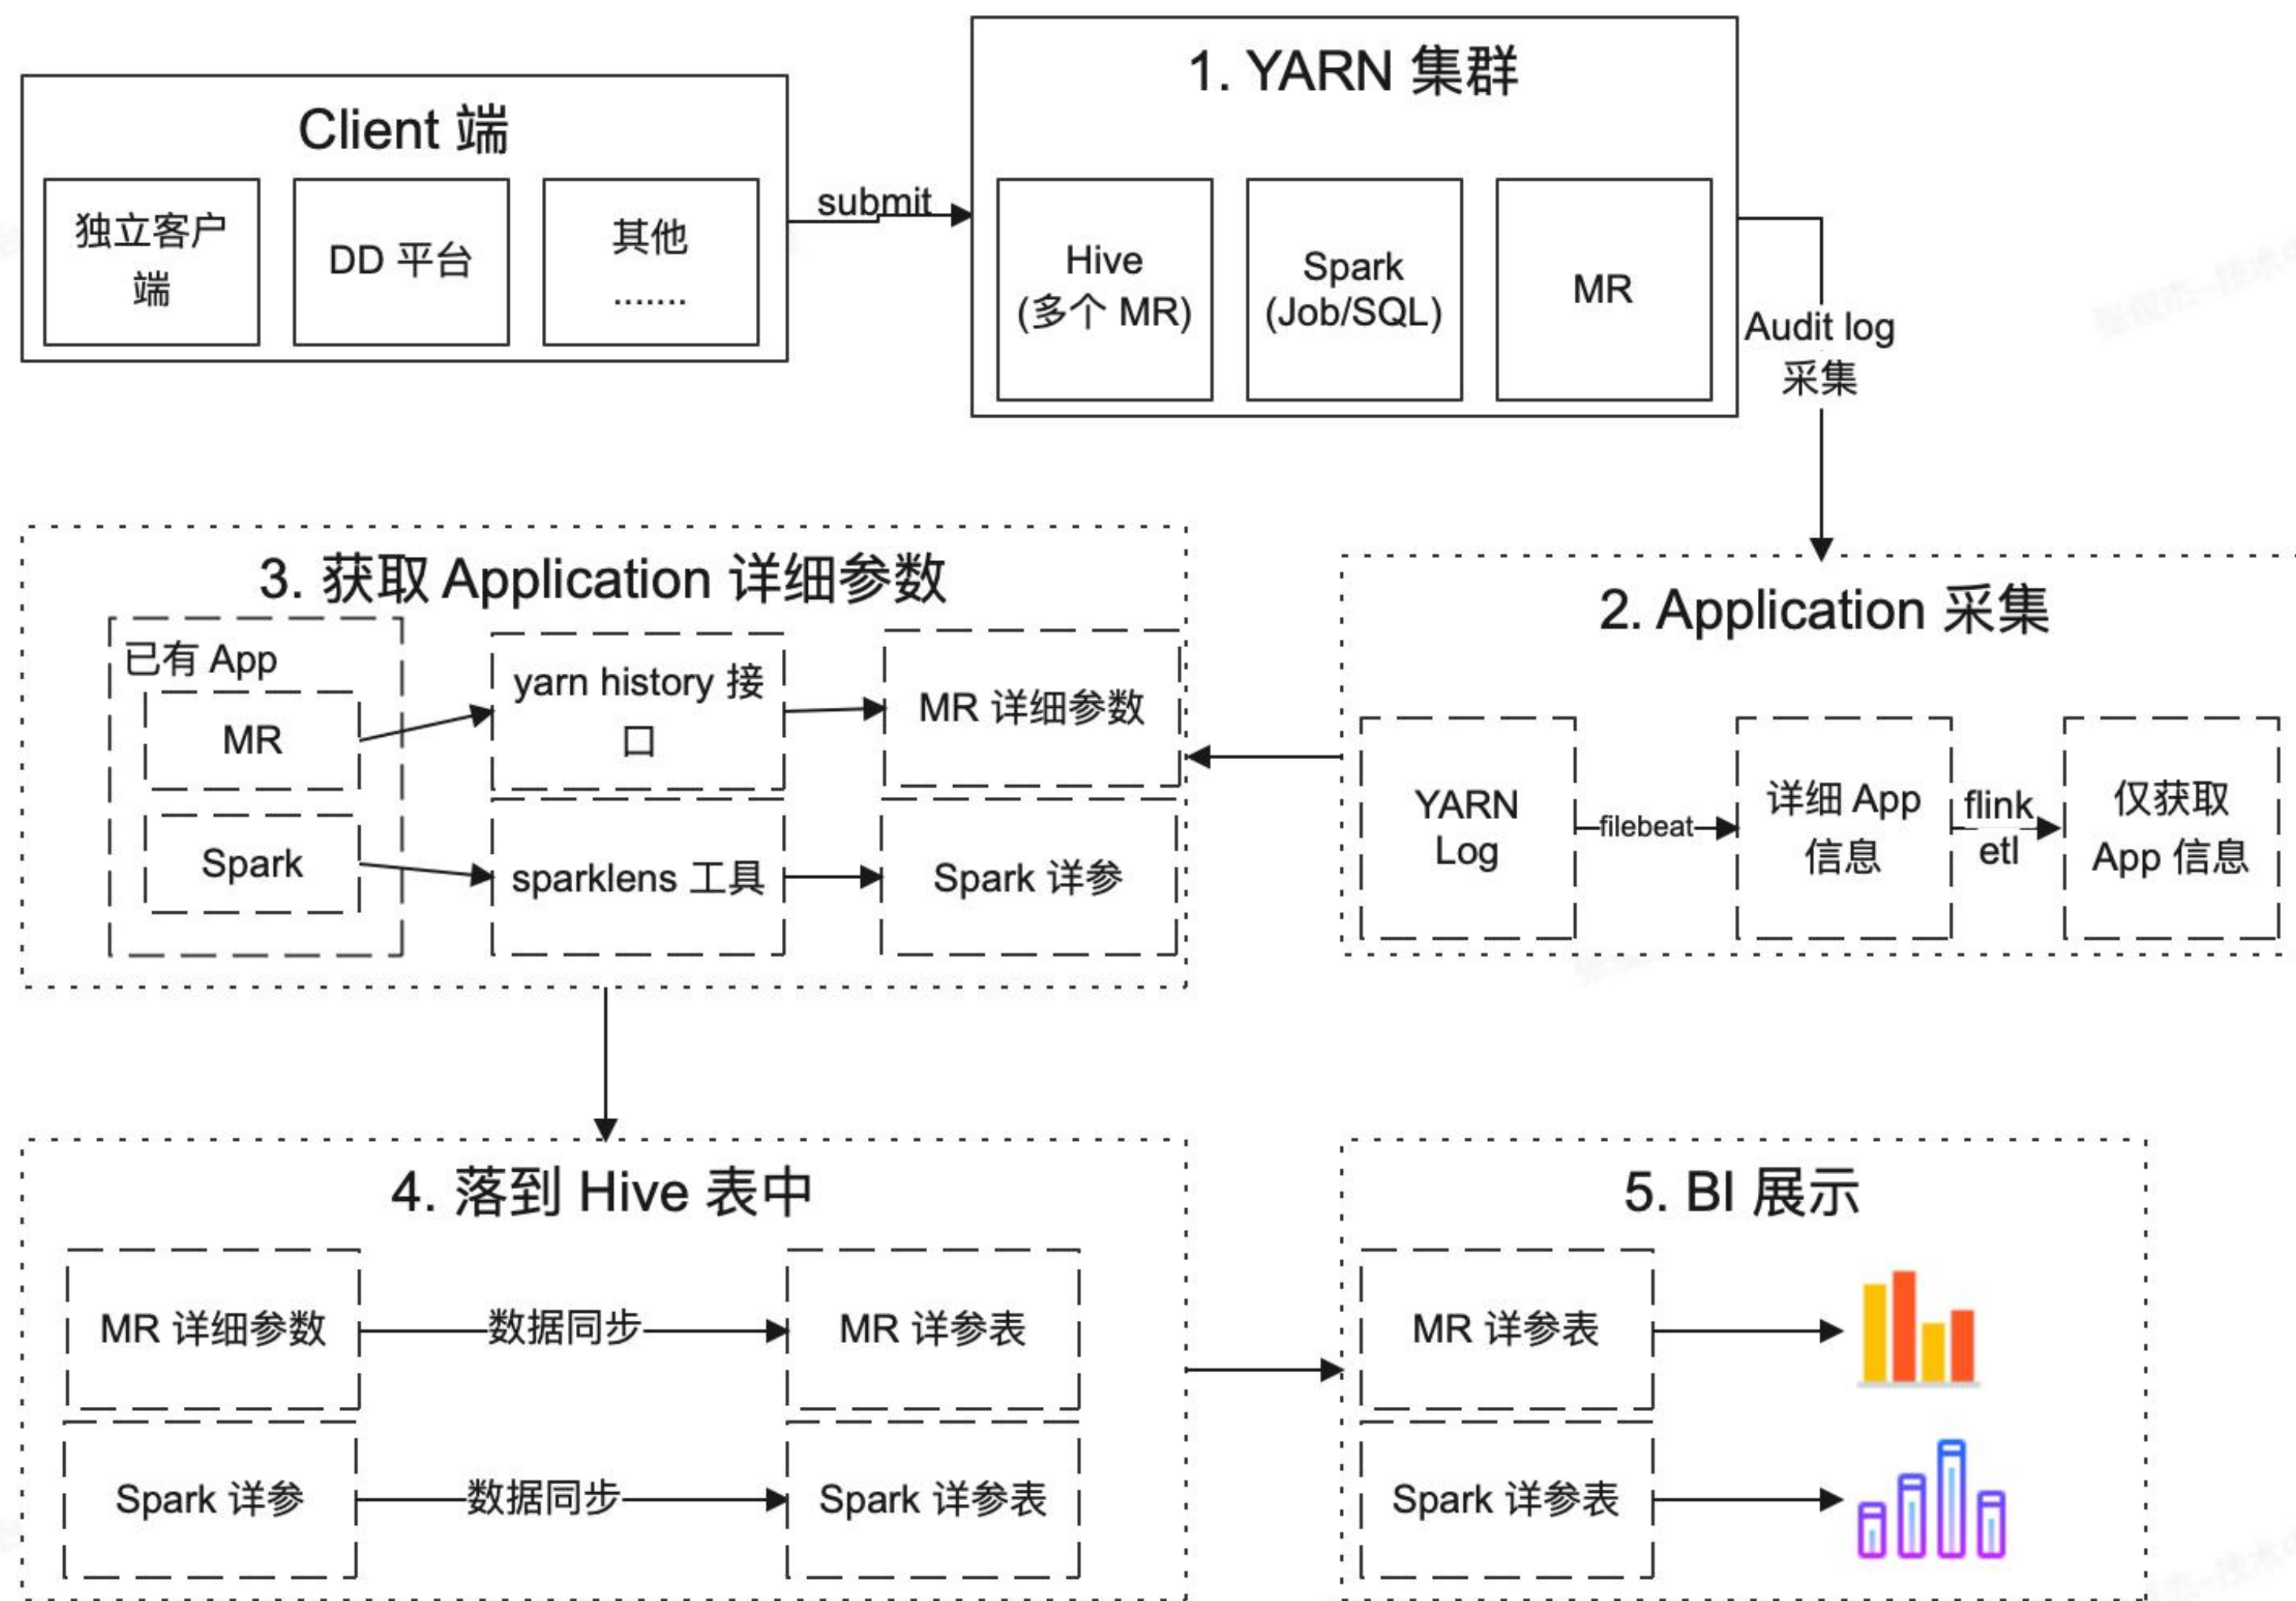 Client 端
独立客户
端
DD 平台
其他
.......
submit
1. YARN 集群
Hive
(多个 MR)
Spark
(Job/SQL)
MR
Audit log
采集
2. Application 采集
YARN
Log
filebeat
详细 App
信息
flink
etl
仅获取
App 信息
3. 获取 Application 详细参数
已有 App
MR
yarn history 接
口
MR 详细参数
Spark
sparklens 工具
Spark 详参
4. 落到 Hive 表中
MR 详细参数
数据同步
MR 详参表
Spark 详参
数据同步
Spark 详参表
5. BI 展示
MR 详参表
Spark 详参表